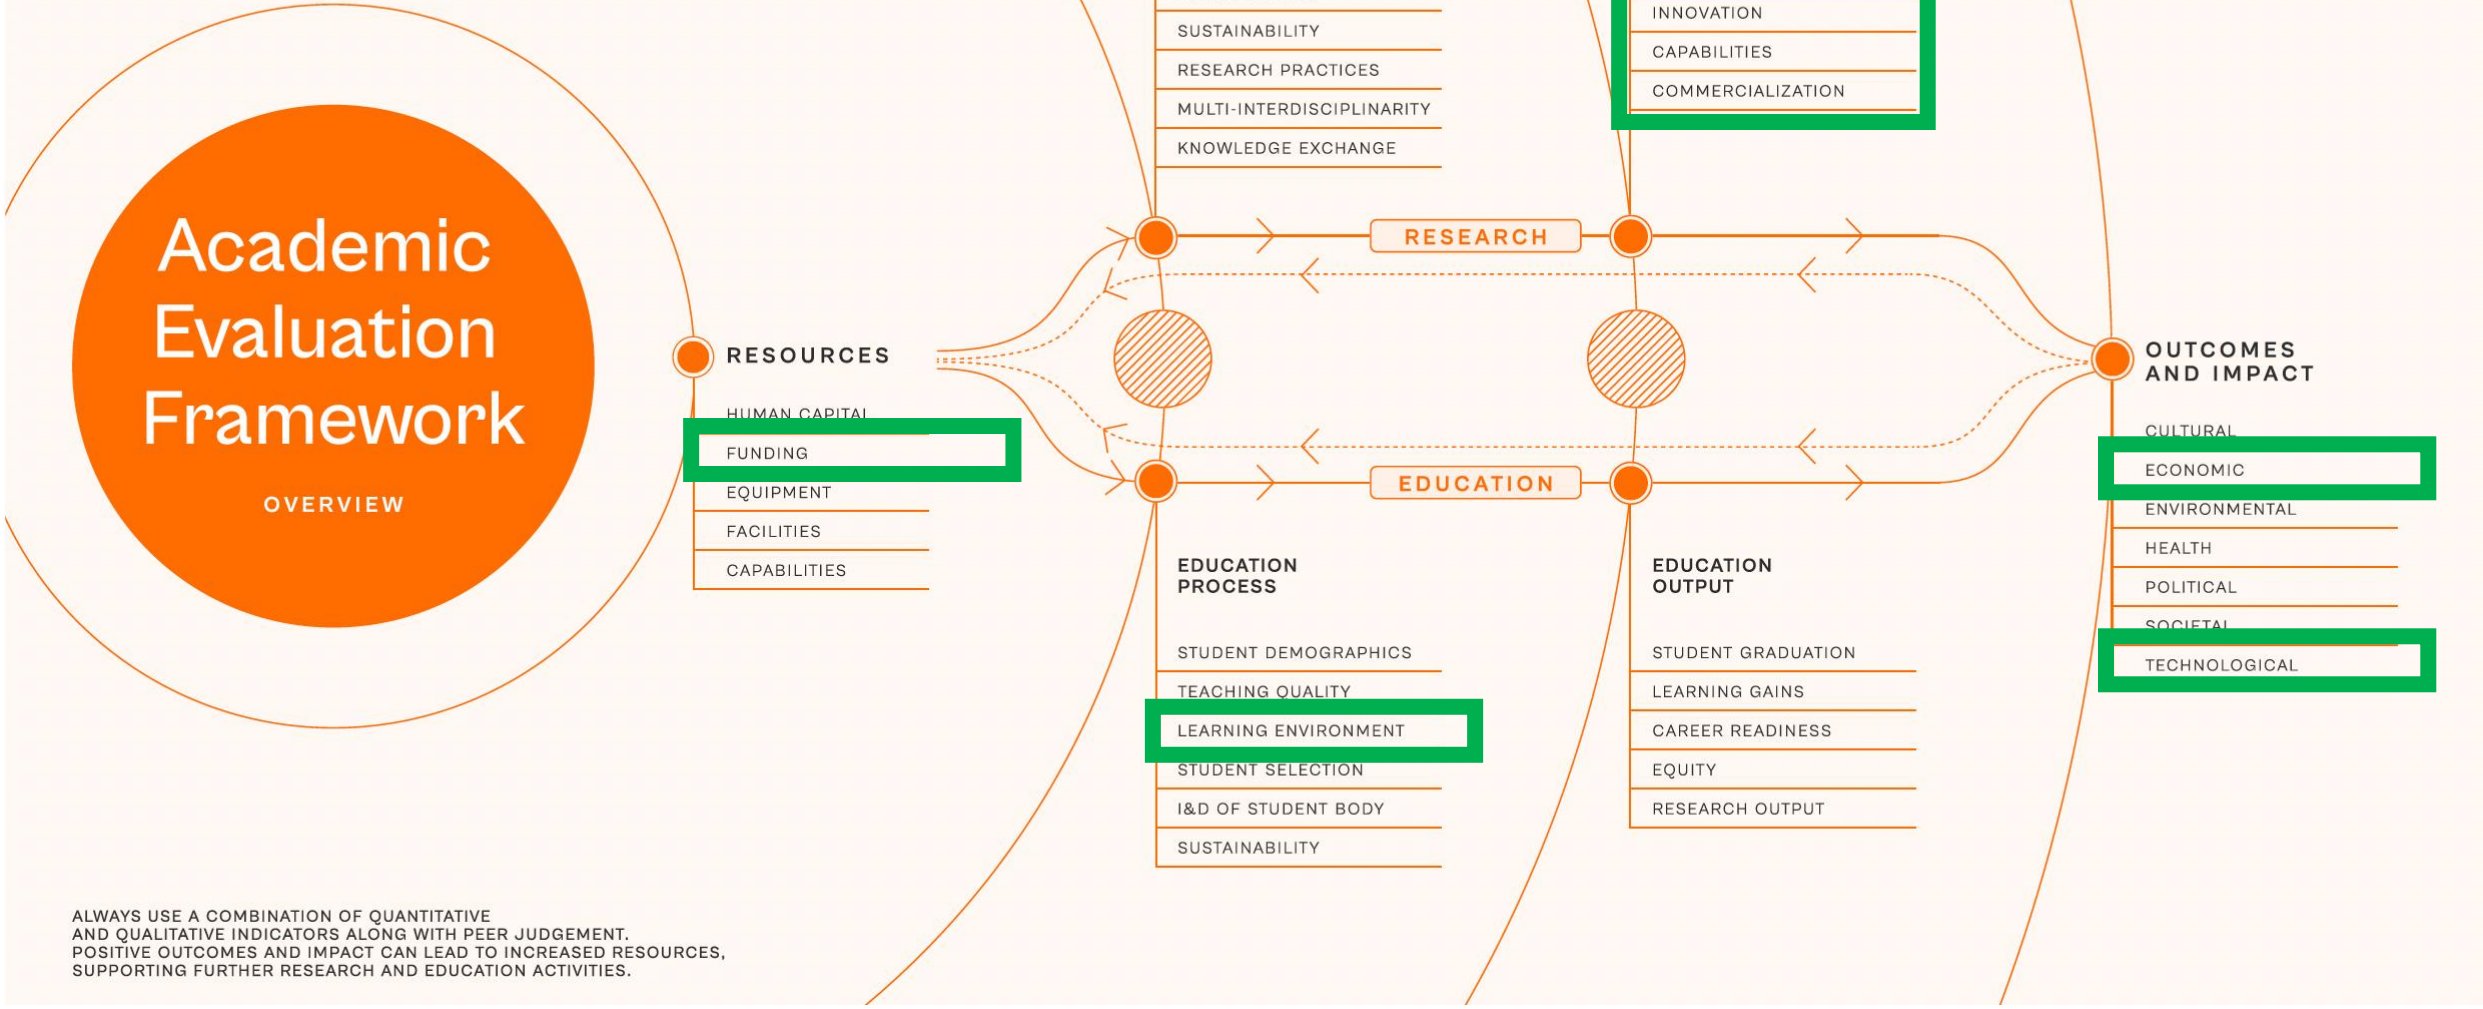 Academic
Evaluation
Framework
OVERVIEW
RESOURCES
HUMAN CAPITAL
FUNDING
EQUIPMENT
FACILITIES
CAPABILITIES
SUSTAINABILITY
RESEARCH PRACTICES
MULTI-INTERDISCIPLINARITY
KNOWLEDGE EXCHANGE
INNOVATION
CAPABILITIES
COMMERCIALIZATION
RESEARCH
EDUCATION
EDUCATION
PROCESS
STUDENT DEMOGRAPHICS
TEACHING QUALITY
LEARNING ENVIRONMENT
STUDENT SELECTION
I&D OF STUDENT BODY
SUSTAINABILITY
EDUCATION
OUTPUT
STUDENT GRADUATION
LEARNING GAINS
CAREER READINESS
EQUITY
RESEARCH OUTPUT
OUTCOMES
AND IMPACT
CULTURAL
ECONOMIC
ENVIRONMENTAL
HEALTH
POLITICAL
SOCIETAL
TECHNOLOGICAL
ALWAYS USE A COMBINATION OF QUANTITATIVE
AND QUALITATIVE INDICATORS ALONG WITH PEER JUDGEMENT.
POSITIVE OUTCOMES AND IMPACT CAN LEAD TO INCREASED RESOURCES,
SUPPORTING FURTHER RESEARCH AND EDUCATION ACTIVITIES.